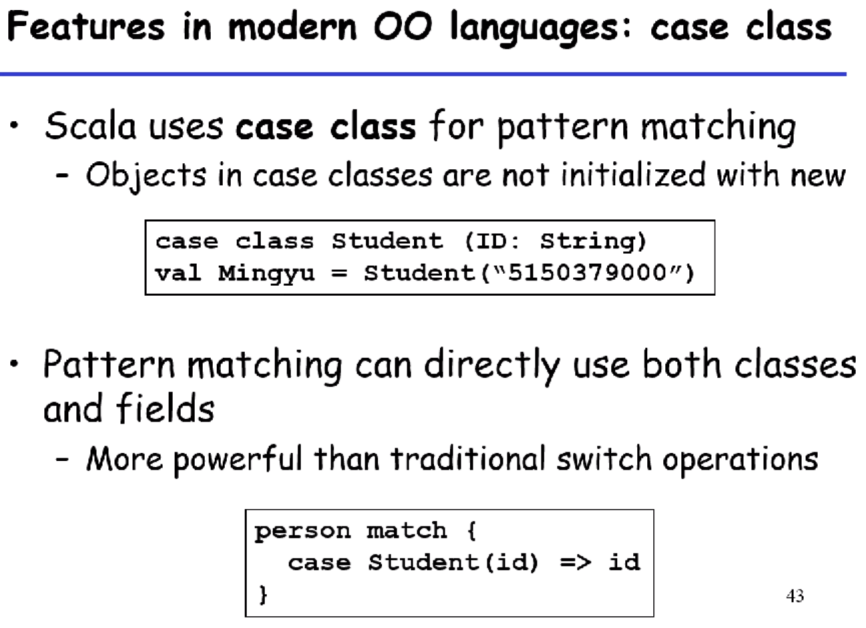 Features in modern OO languages: case class
• Scala uses case class for pattern matching
– Objects in case classes are not initialized with new
case class Student (ID: String)
val Mingyu = Student(“5150379000”)
• Pattern matching can directly use both classes
and fields
– More powerful than traditional switch operations
person match {
  case Student(id) => id
}
43